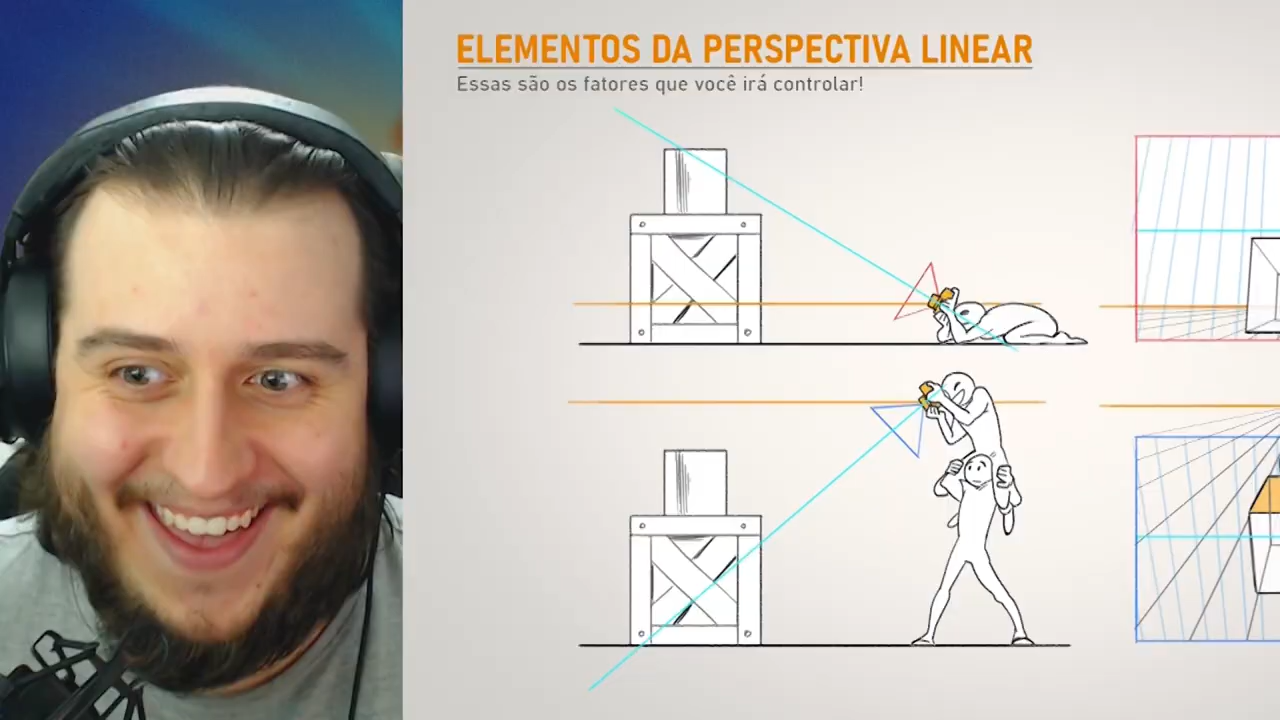 ELEMENTOS DA PERSPECTIVA LINEAR
Essas são os fatores que você irá controlar!